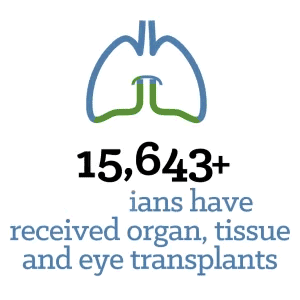 15,643+
ians have
received organ, tissue
and eye transplants